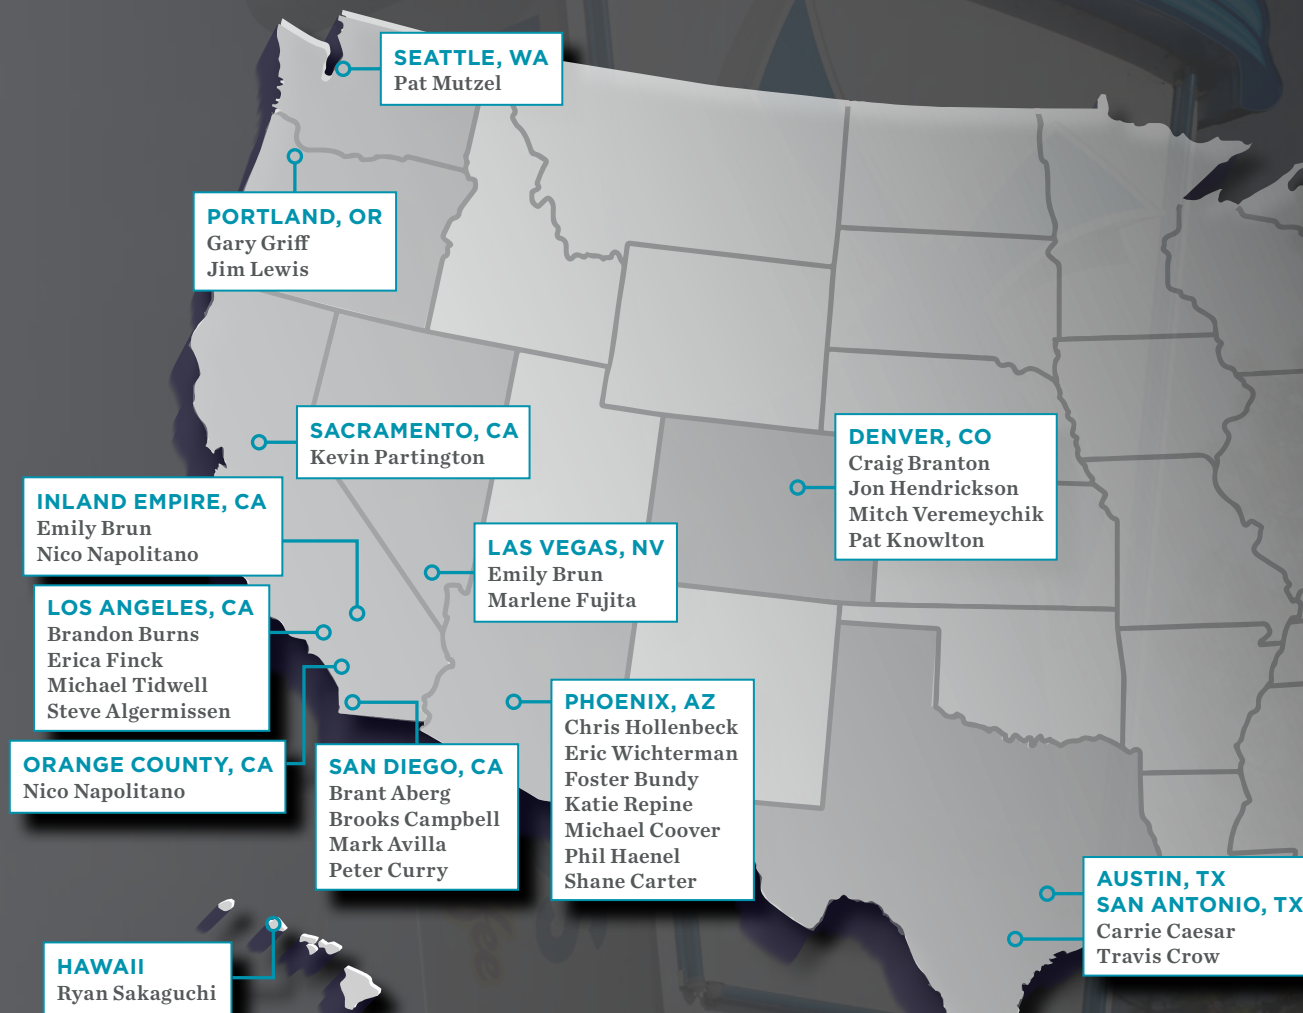 SEATTLE, WA
Pat Mutzel
PORTLAND, OR
Gary Griff
Jim Lewis
SACRAMENTO, CA
Kevin Partington
DENVER, CO
Craig Branton
Jon Hendrickson
Mitch Veremeychik
Pat Knowlton
INLAND EMPIRE, CA
Emily Brun
Nico Napolitano
LAS VEGAS, NV
Emily Brun
Marlene Fujita
LOS ANGELES, CA
Brandon Burns
Erica Finck
Michael Tidwell
Steve Algermissen
ORANGE COUNTY, CA
Nico Napolitano
SAN DIEGO, CA
Brant Aberg
Brooks Campbell
Mark Avilla
Peter Curry
PHOENIX, AZ
Chris Hollenbeck
Eric Wichterman
Foster Bundy
Katie Repine
Michael Coover
Phil Haenel
Shane Carter
AUSTIN, TX
SAN ANTONIO, TX
Carrie Caesar
Travis Crow
HAWAII
Ryan Sakaguchi